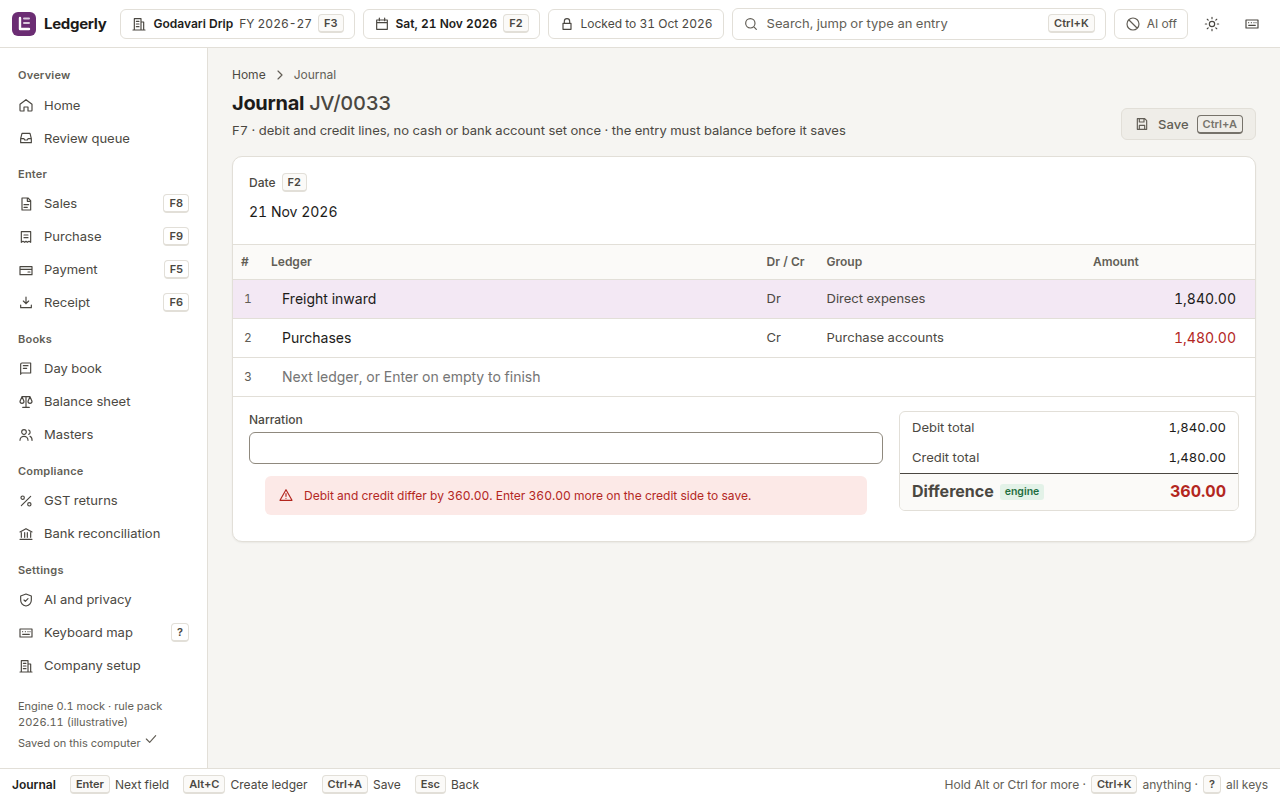 Ledgerly
Godavari Drip FY 2026-27 F3
Sat, 21 Nov 2026 F2
Locked to 31 Oct 2026
Search, jump or type an entry Ctrl+K
AI off
Overview
Home
Review queue
Enter
Sales F8
Purchase F9
Payment F5
Receipt F6
Books
Day book
Balance sheet
Masters
Compliance
GST returns
Bank reconciliation
Settings
AI and privacy
Keyboard map ?
Company setup
Engine 0.1 mock · rule pack
2026.11 (illustrative)
Saved on this computer
Home Journal
Journal JV/0033
F7 · debit and credit lines, no cash or bank account set once · the entry must balance before it saves
Save Ctrl+A
Date F2
21 Nov 2026
# Ledger Dr / Cr Group Amount
1 Freight inward Dr Direct expenses 1,840.00
2 Purchases Cr Purchase accounts 1,480.00
3 Next ledger, or Enter on empty to finish
Narration
Debit and credit differ by 360.00. Enter 360.00 more on the credit side to save.
Debit total 1,840.00
Credit total 1,480.00
Difference engine 360.00
Journal Enter Next field Alt+C Create ledger Ctrl+A Save Esc Back
Hold Alt or Ctrl for more · Ctrl+K anything · ? all keys